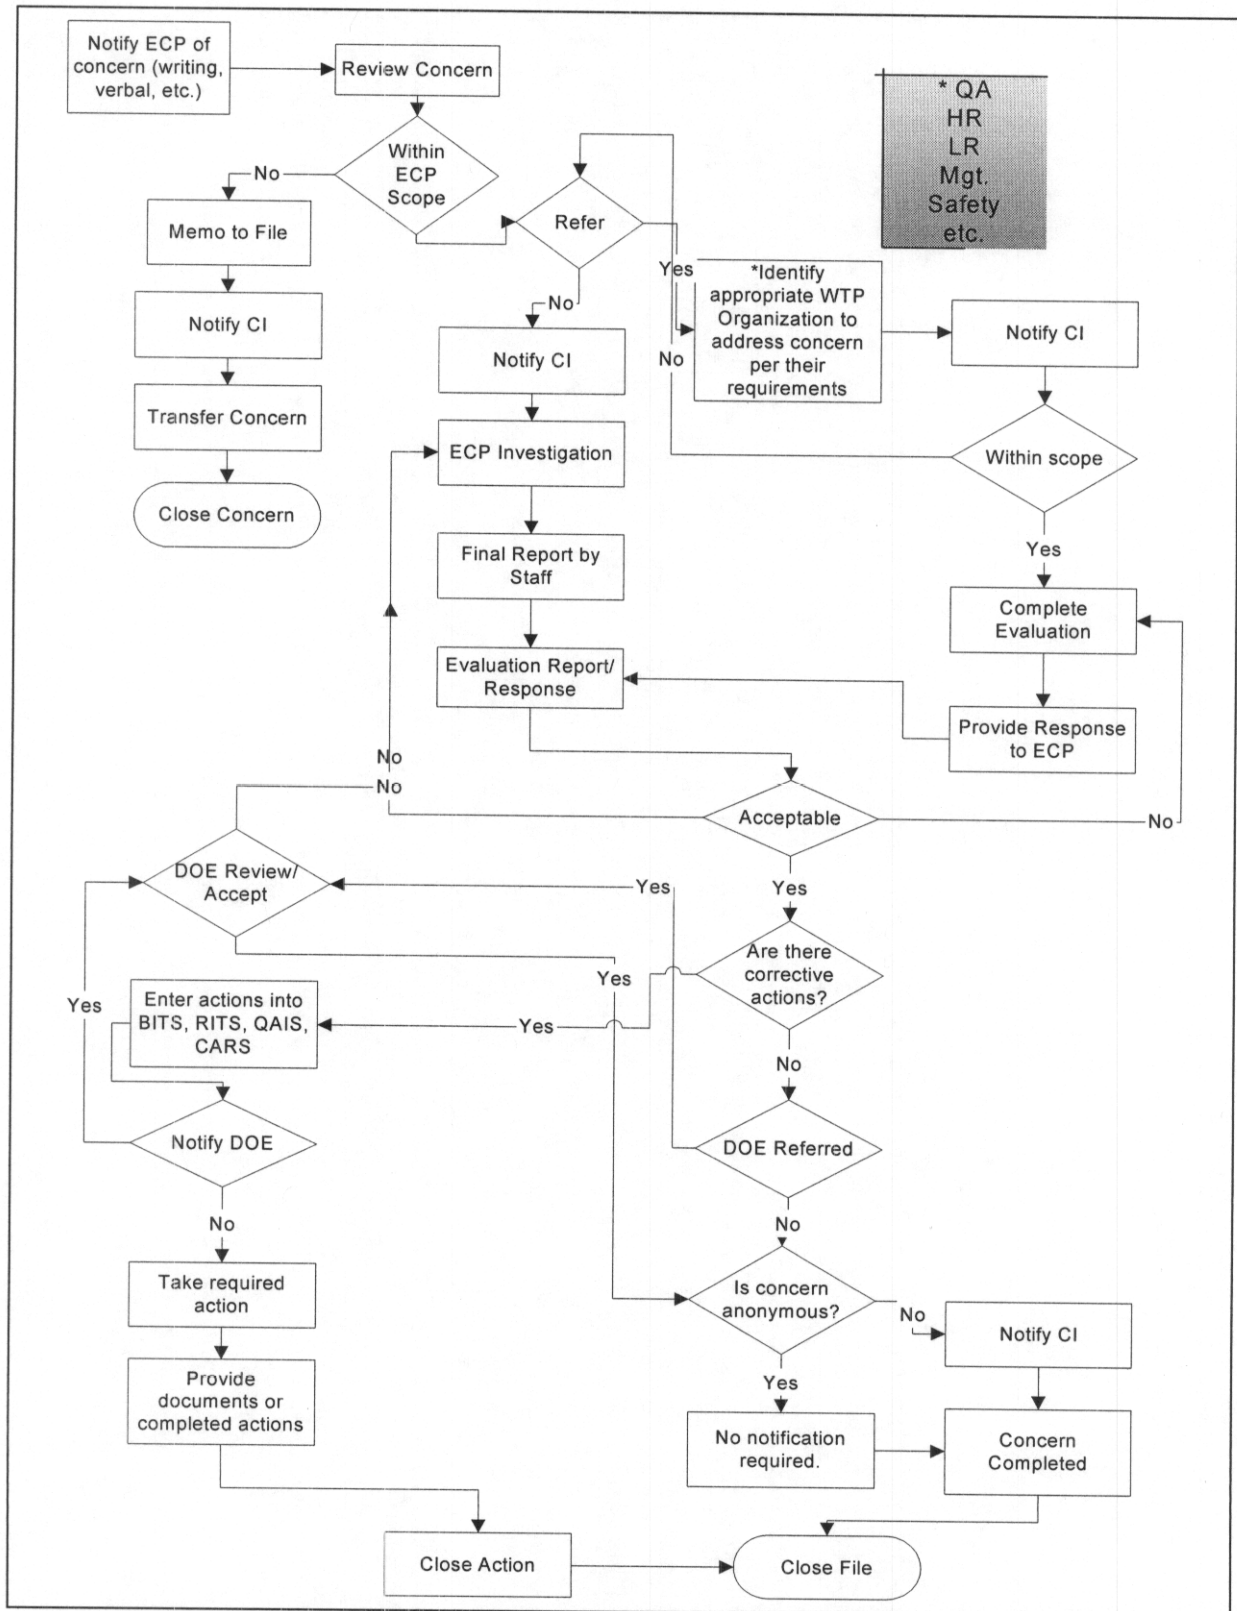 Notify ECP of
concern (writing,
verbal, etc.)
Review Concern
* QA
HR
LR
Mgt.
Safety
etc.
Within
ECP
Scope
No
Refer
Memo to File
Yes
*Identify
appropriate WTP
Organization to
address concern
per their
requirements
No
Notify CI
Notify CI
Notify CI
No
Transfer Concern
ECP Investigation
Within scope
Close Concern
Yes
Final Report by
Staff
Complete
Evaluation
Evaluation Report/
Response
Provide Response
to ECP
No
No
Acceptable
No
DOE Review/
Accept
Yes
Yes
Are there
corrective
actions?
Yes
Yes
Enter actions into
BITS, RITS, QAIS,
CARS
Yes
No
Notify DOE
DOE Referred
No
No
Take required
action
Is concern
anonymous?
No
Notify CI
Provide
documents or
completed actions
Yes
No notification
required.
Concern
Completed
Close Action
Close File